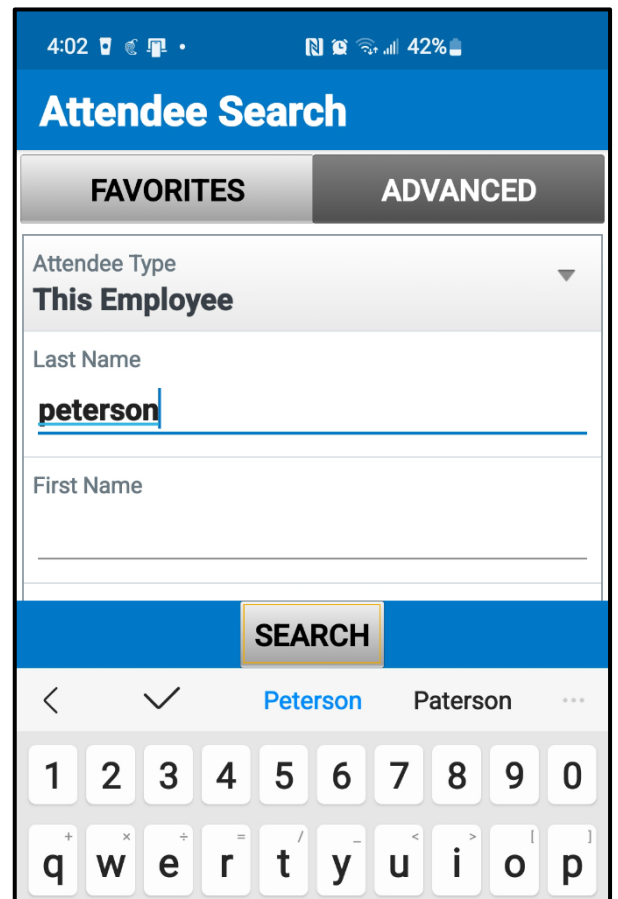 4:02 42%
Attendee Search
FAVORITES ADVANCED
Attendee Type
This Employee
Last Name
peterson
First Name
SEARCH
Peterson Paterson ...
1 2 3 4 5 6 7 8 9 0
+ × ÷ = / _ < > [ ]
q w e r t y u i o p